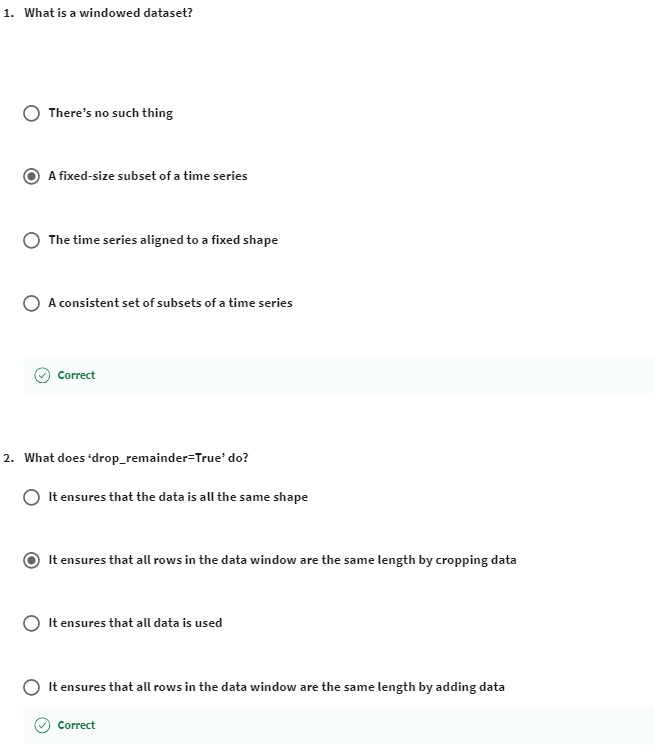 1. What is a windowed dataset?
There’s no such thing
A fixed-size subset of a time series
The time series aligned to a fixed shape
A consistent set of subsets of a time series
Correct
2. What does ‘drop_remainder=True’ do?
It ensures that the data is all the same shape
It ensures that all rows in the data window are the same length by cropping data
It ensures that all data is used
It ensures that all rows in the data window are the same length by adding data
Correct